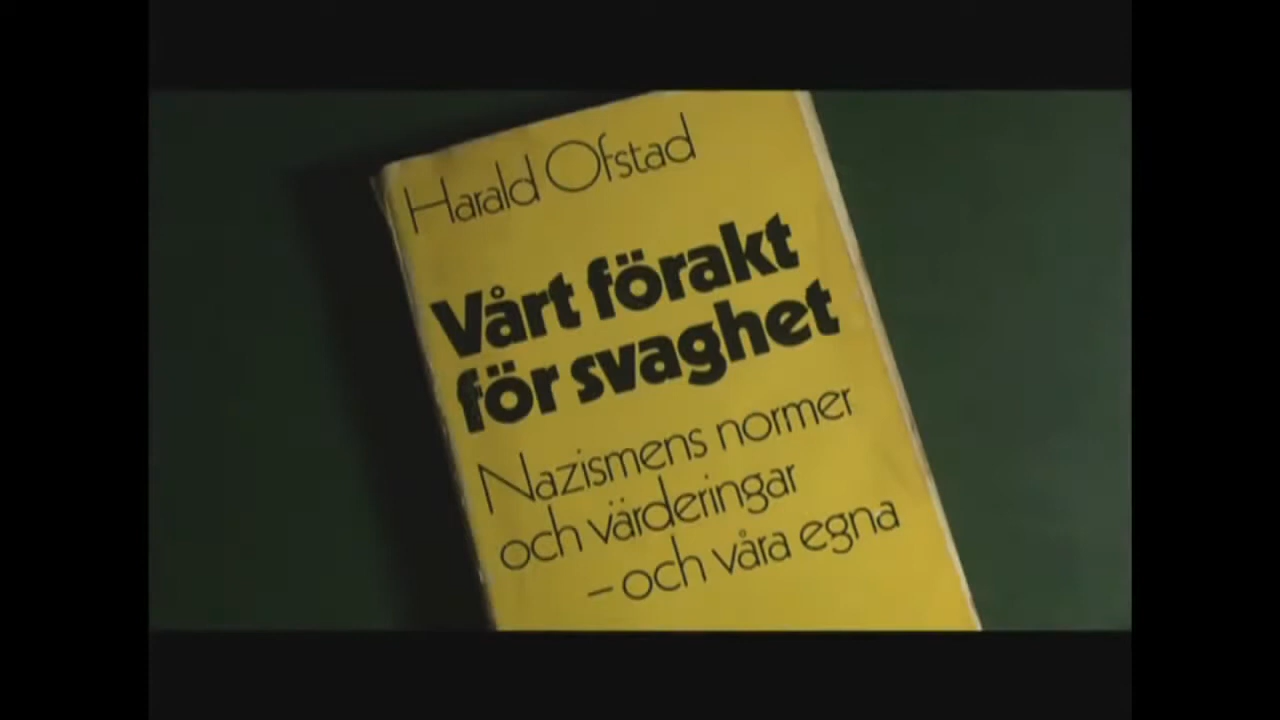 Harald Ofstad
Vårt förakt
för svaghet
Nazismens normer
och värderingar
– och våra egna